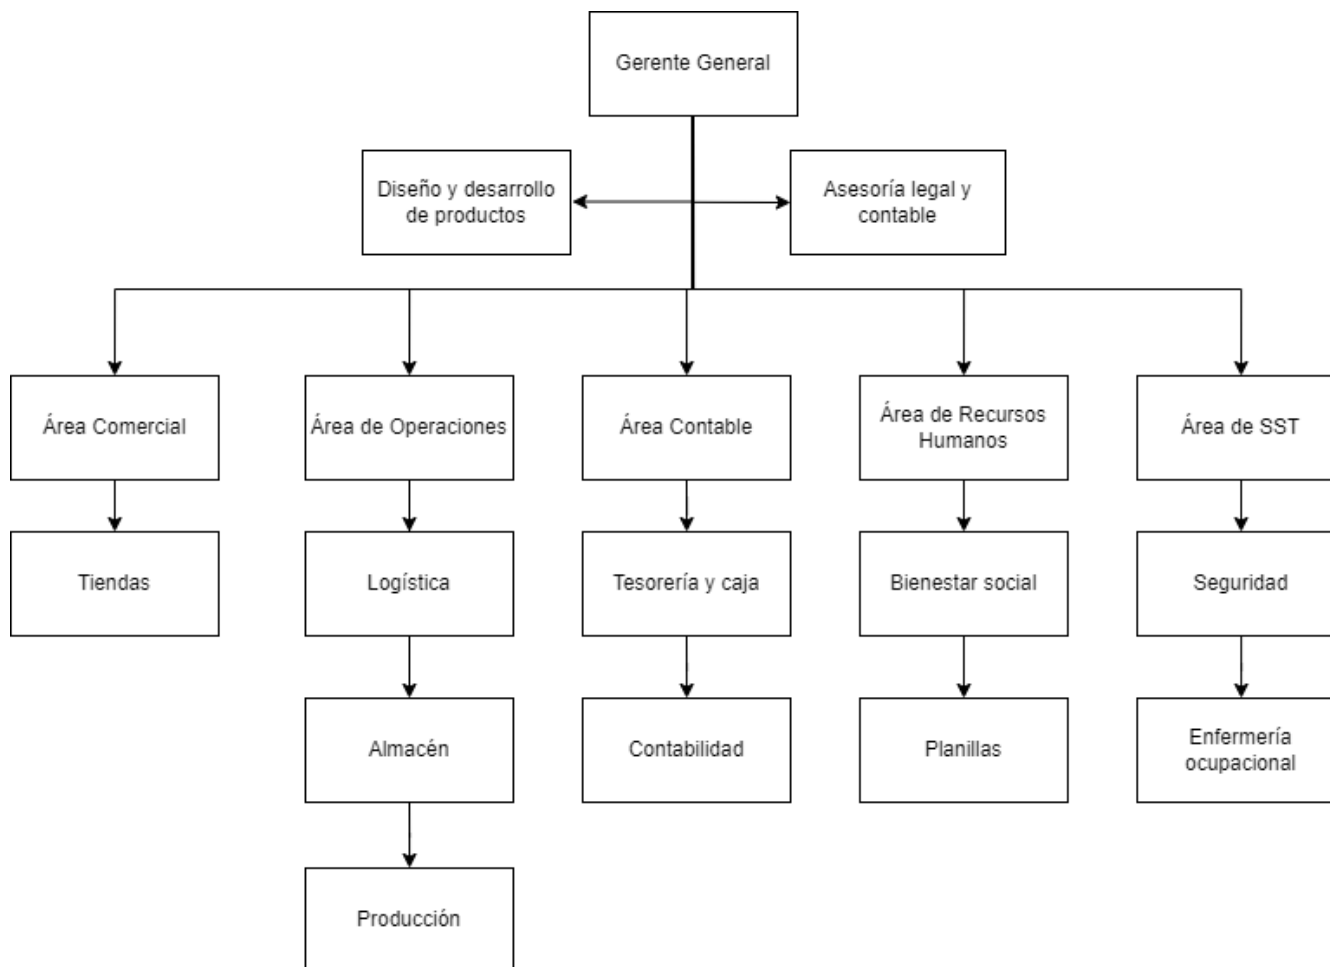 Gerente General
Diseño y desarrollo
de productos
Asesoría legal y
contable
Área Comercial
Área de Operaciones
Área Contable
Área de Recursos
Humanos
Área de SST
Tiendas
Logística
Tesorería y caja
Bienestar social
Seguridad
Almacén
Contabilidad
Planillas
Enfermería
ocupacional
Producción